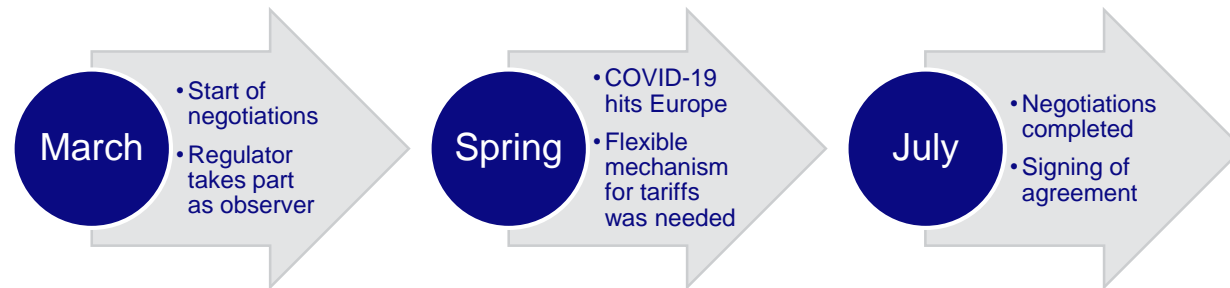 March
•Start of
negotiations
•Regulator
takes part
as observer
Spring
•COVID-19
hits Europe
•Flexible
mechanism
for tariffs
was needed
July
•Negotiations
completed
•Signing of
agreement